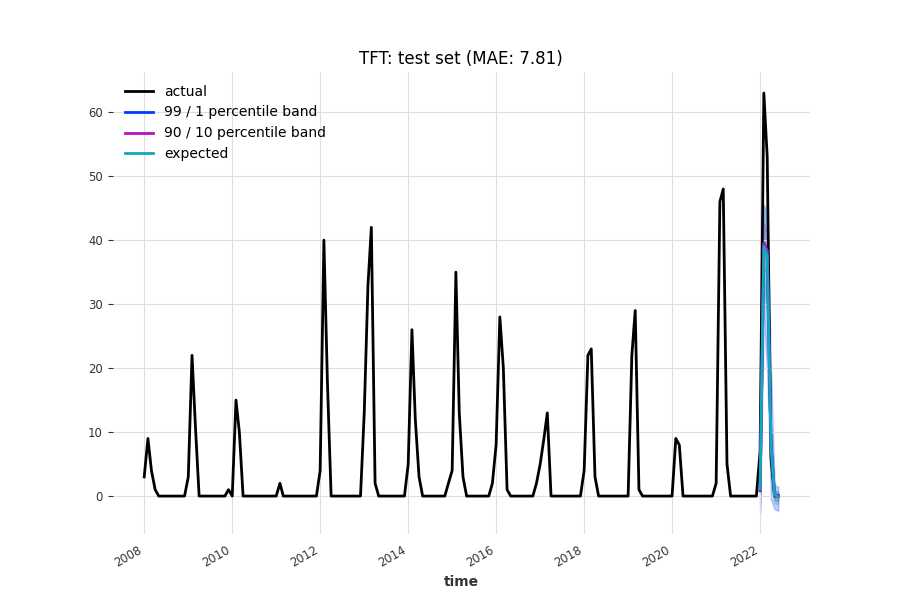 TFT: test set (MAE: 7.81)
actual
99 / 1 percentile band
90 / 10 percentile band
expected
60
50
40
30
20
10
0
2008
2010
2012
2014
2016
2018
2020
2022
time